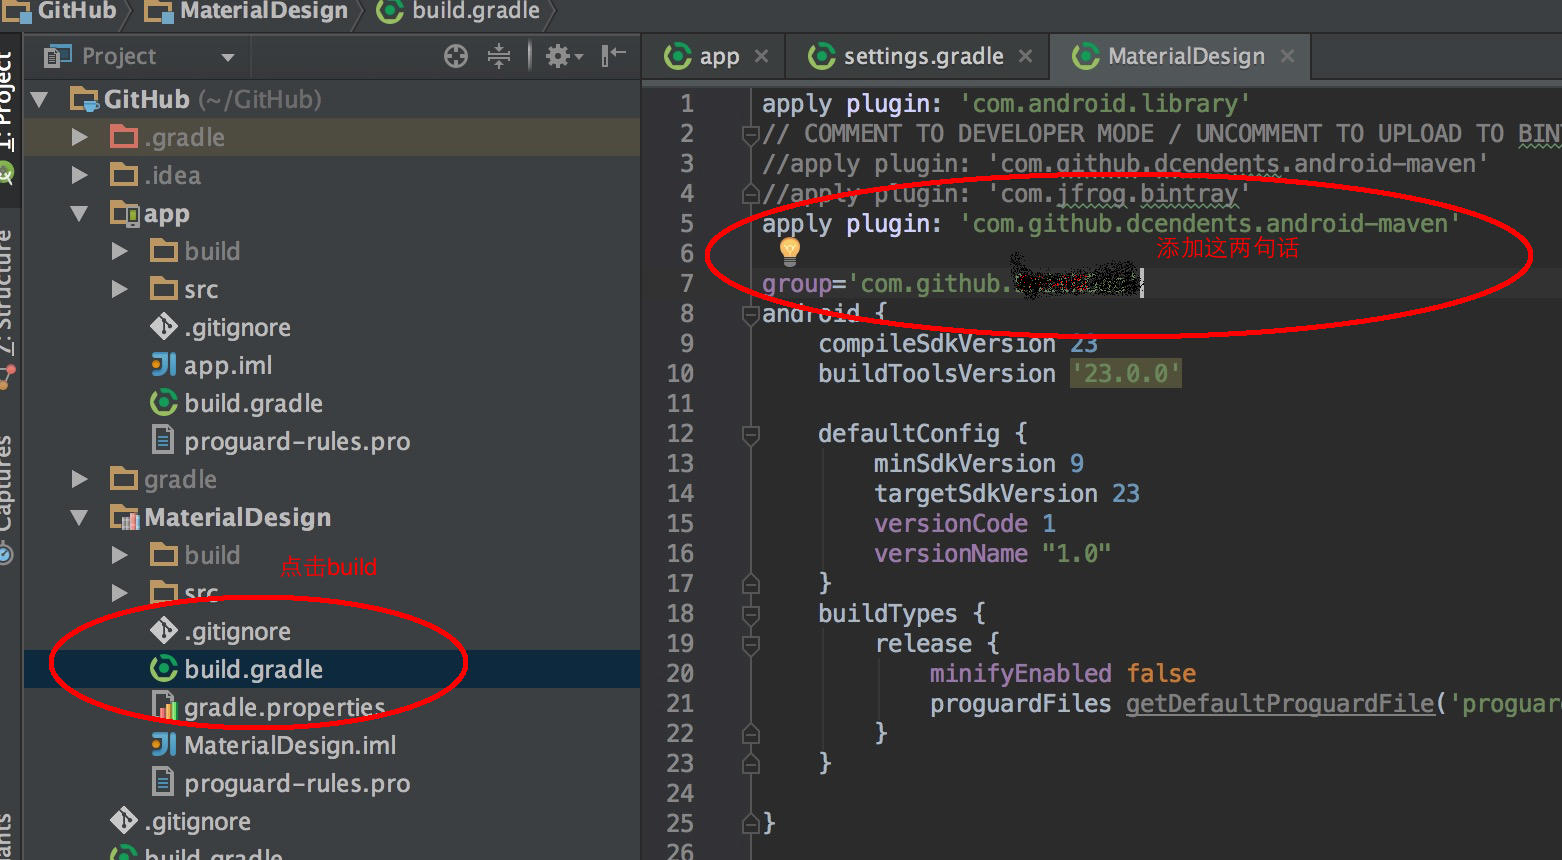 GitHub MaterialDesign build.gradle
1: Project
Project
GitHub (~/GitHub)
.gradle
.idea
app
build
src
.gitignore
app.iml
build.gradle
proguard-rules.pro
gradle
MaterialDesign
build
点击build
src
.gitignore
build.gradle
gradle.properties
MaterialDesign.iml
proguard-rules.pro
.gitignore
build.gradle
Z: Structure
Captures
app settings.gradle MaterialDesign
1 apply plugin: 'com.android.library'
2 // COMMENT TO DEVELOPER MODE / UNCOMMENT TO UPLOAD TO BINT
3 //apply plugin: 'com.github.dcendents.android-maven'
4 //apply plugin: 'com.jfrog.bintray'
5 apply plugin: 'com.github.dcendents.android-maven'
6 添加这两句话
7 group='com.github.
8 android {
9 compileSdkVersion 23
10 buildToolsVersion '23.0.0'
11
12 defaultConfig {
13 minSdkVersion 9
14 targetSdkVersion 23
15 versionCode 1
16 versionName "1.0"
17 }
18 buildTypes {
19 release {
20 minifyEnabled false
21 proguardFiles getDefaultProguardFile('proguar
22 }
23 }
24
25 }
26